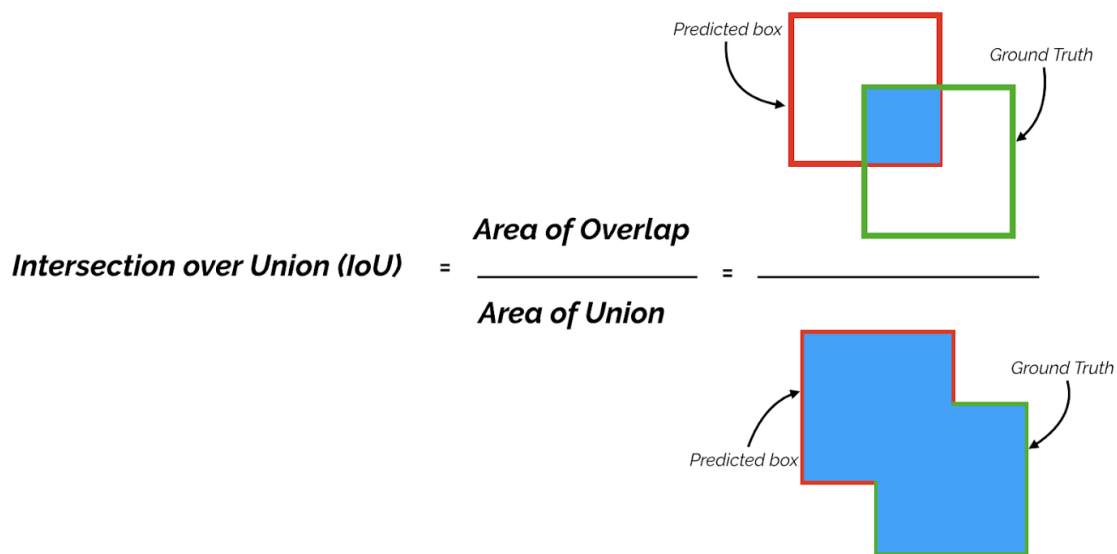 Predicted box
Ground Truth
Intersection over Union (IoU)
=
Area of Overlap
Area of Union
=
Ground Truth
Predicted box